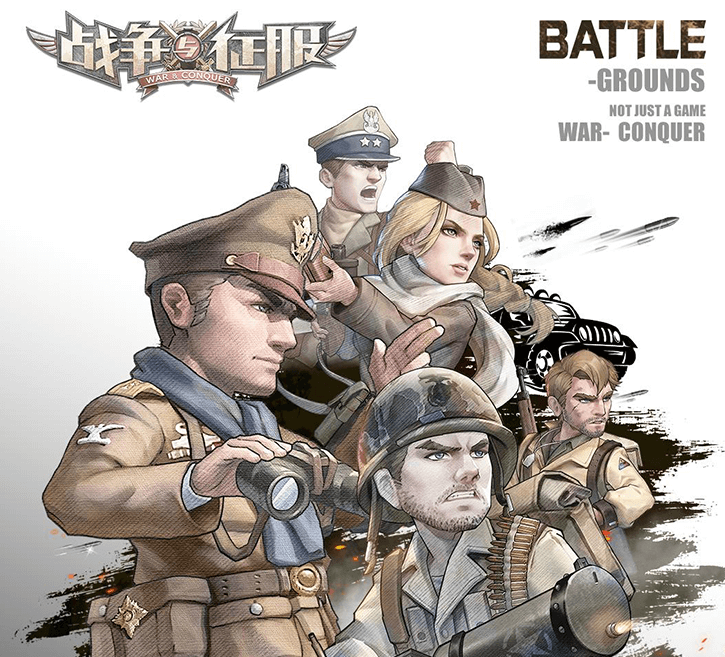 战争与征服
WAR & CONQUER
BATTLE
-GROUNDS
NOT JUST A GAME
WAR- CONQUER